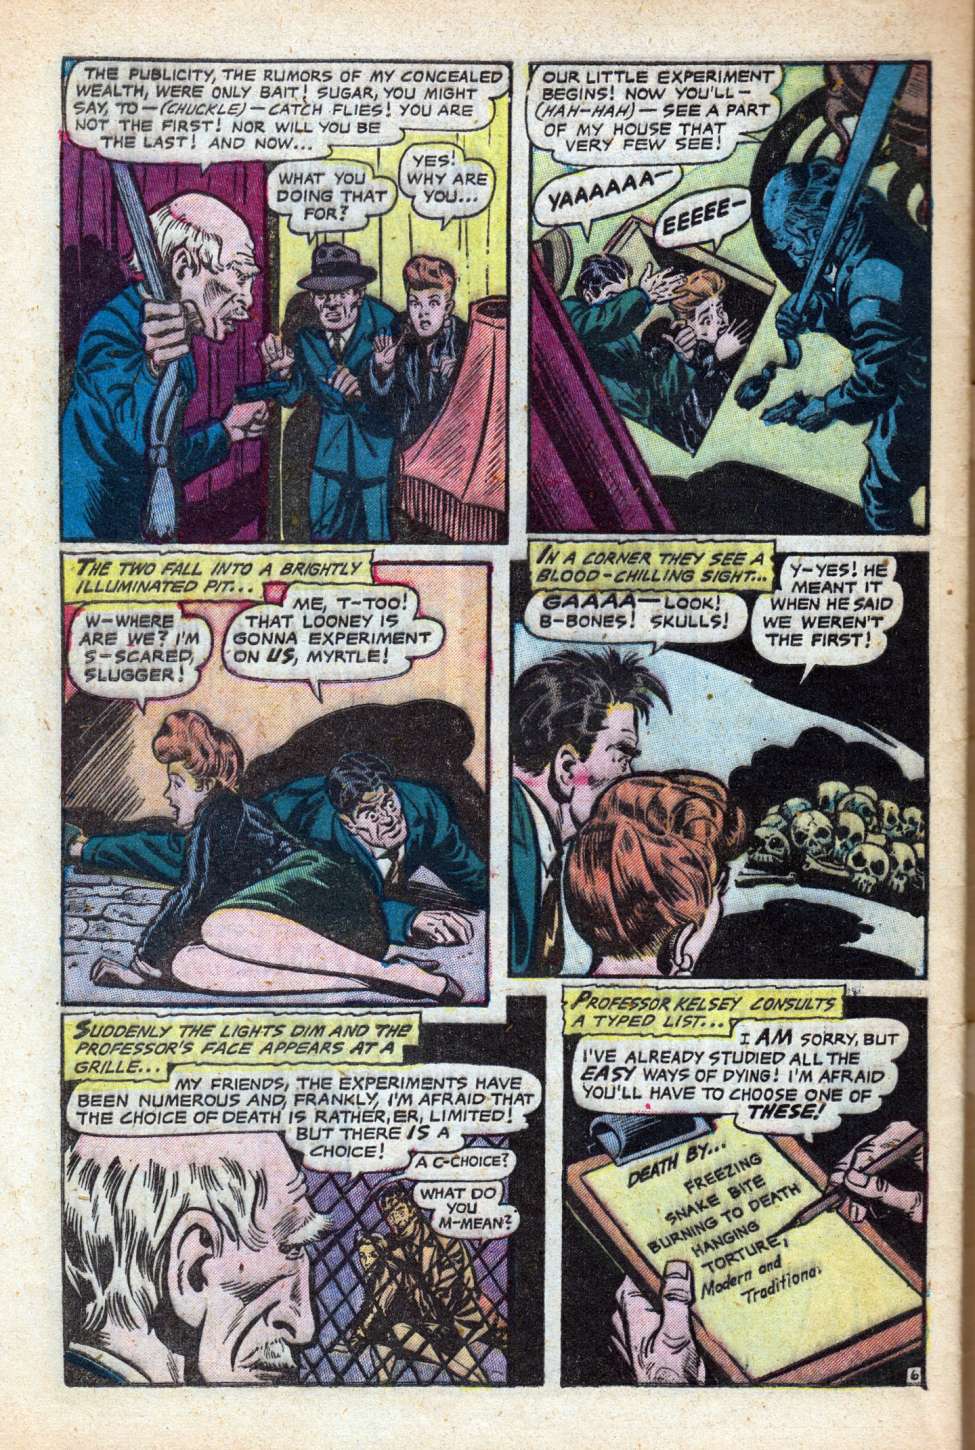 THE PUBLICITY, THE RUMORS OF MY CONCEALED
WEALTH, WERE ONLY BAIT! SUGAR, YOU MIGHT
SAY, TO - (CHUCKLE) - CATCH FLIES! YOU ARE
NOT THE FIRST! NOR WILL YOU BE
THE LAST! AND NOW...
WHAT YOU
DOING THAT
FOR?
YES!
WHY ARE
YOU...
OUR LITTLE EXPERIMENT
BEGINS! NOW YOU'LL -
(HAH-HAH) - SEE A PART
OF MY HOUSE THAT
VERY FEW SEE!
YAAAAAA-
EEEEE-
THE TWO FALL INTO A BRIGHTLY
ILLUMINATED PIT...
W-WHERE
ARE WE? I'M
S-SCARED,
SLUGGER!
ME, T-TOO!
THAT LOONEY IS
GONNA EXPERIMENT
ON US, MYRTLE!
IN A CORNER THEY SEE A
BLOOD-CHILLING SIGHT...
GAAAA-LOOK!
B-BONES! SKULLS!
Y-YES! HE
MEANT IT
WHEN HE SAID
WE WEREN'T
THE FIRST!
SUDDENLY THE LIGHTS DIM AND THE
PROFESSOR'S FACE APPEARS AT A
GRILLE...
MY FRIENDS, THE EXPERIMENTS HAVE
BEEN NUMEROUS AND, FRANKLY, I'M AFRAID THAT
THE CHOICE OF DEATH IS RATHER, ER, LIMITED!
BUT THERE IS A
CHOICE!
A C-CHOICE?
WHAT DO
YOU
M-MEAN?
PROFESSOR KELSEY CONSULTS
A TYPED LIST...
I AM SORRY, BUT
I'VE ALREADY STUDIED ALL THE
EASY WAYS OF DYING! I'M AFRAID
YOU'LL HAVE TO CHOOSE ONE OF
THESE!
DEATH BY...
FREEZING
SNAKE BITE
BURNING TO DEATH
HANGING
TORTURE;
Modern and
Traditional.
6